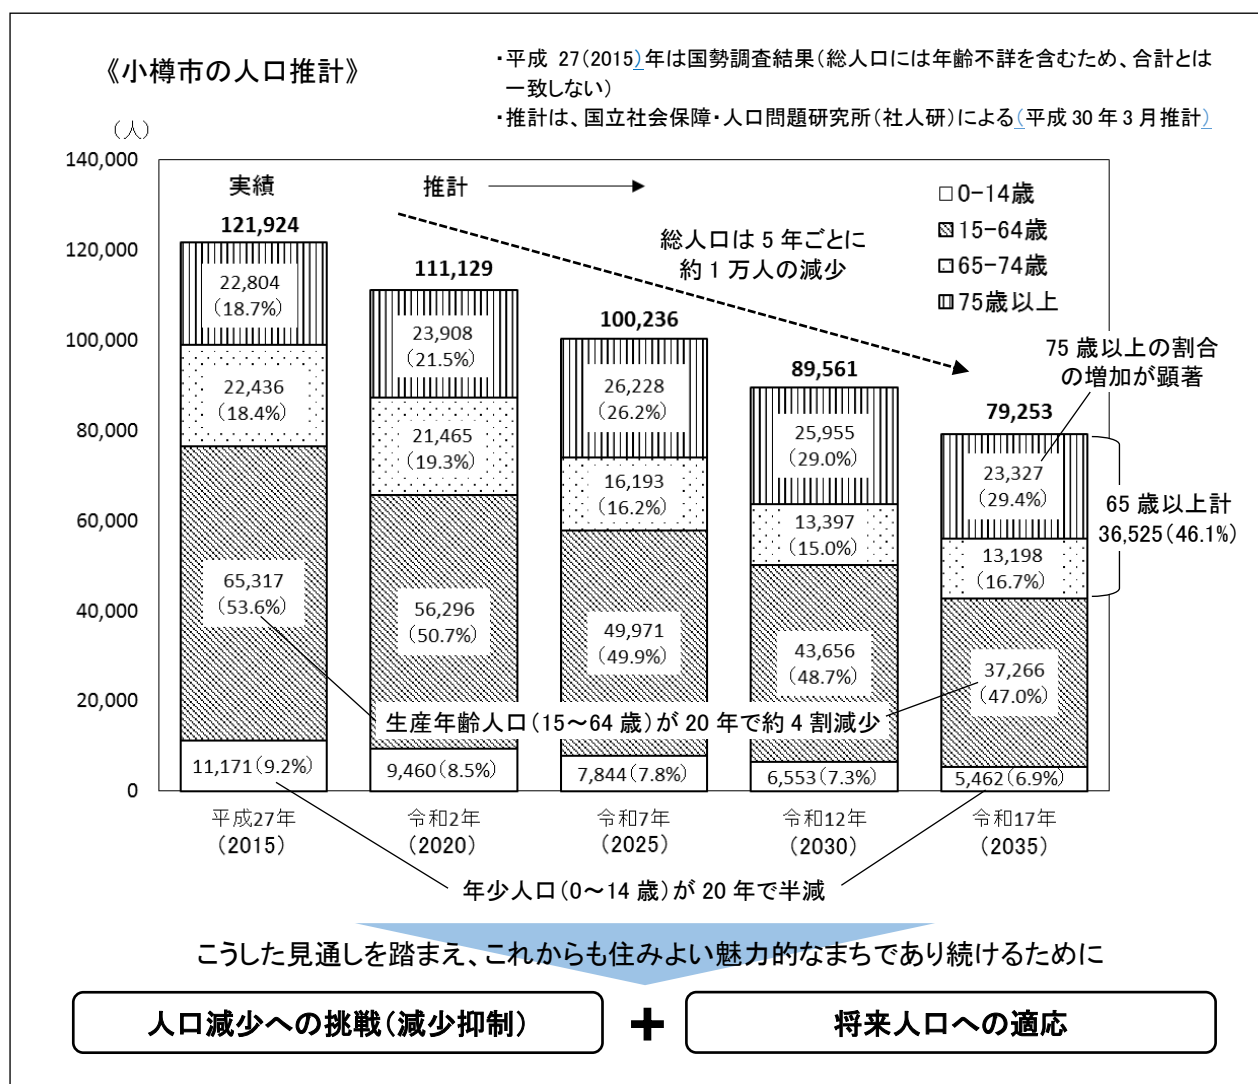 《小樽市の人口推計》
・平成 27(2015)年は国勢調査結果(総人口には年齢不詳を含むため、合計とは
一致しない)
・推計は、国立社会保障・人口問題研究所(社人研)による(平成 30 年 3 月推計)
(人)
140,000
120,000
100,000
80,000
60,000
40,000
20,000
0
実績
推計
総人口は 5 年ごとに
約 1 万人の減少
0-14歳
15-64歳
65-74歳
75歳以上
75 歳以上の割合
の増加が顕著
65 歳以上計
36,525(46.1%)
121,924
22,804
(18.7%)
22,436
(18.4%)
65,317
(53.6%)
11,171(9.2%)
111,129
23,908
(21.5%)
21,465
(19.3%)
56,296
(50.7%)
9,460(8.5%)
100,236
26,228
(26.2%)
16,193
(16.2%)
49,971
(49.9%)
7,844(7.8%)
89,561
25,955
(29.0%)
13,397
(15.0%)
43,656
(48.7%)
6,553(7.3%)
79,253
23,327
(29.4%)
13,198
(16.7%)
37,266
(47.0%)
5,462(6.9%)
生産年齢人口(15~64 歳)が 20 年で約 4 割減少
平成27年
(2015)
令和2年
(2020)
令和7年
(2025)
令和12年
(2030)
令和17年
(2035)
年少人口(0~14 歳)が 20 年で半減
こうした見通しを踏まえ、これからも住みよい魅力的なまちであり続けるために
人口減少への挑戦(減少抑制)
+
将来人口への適応